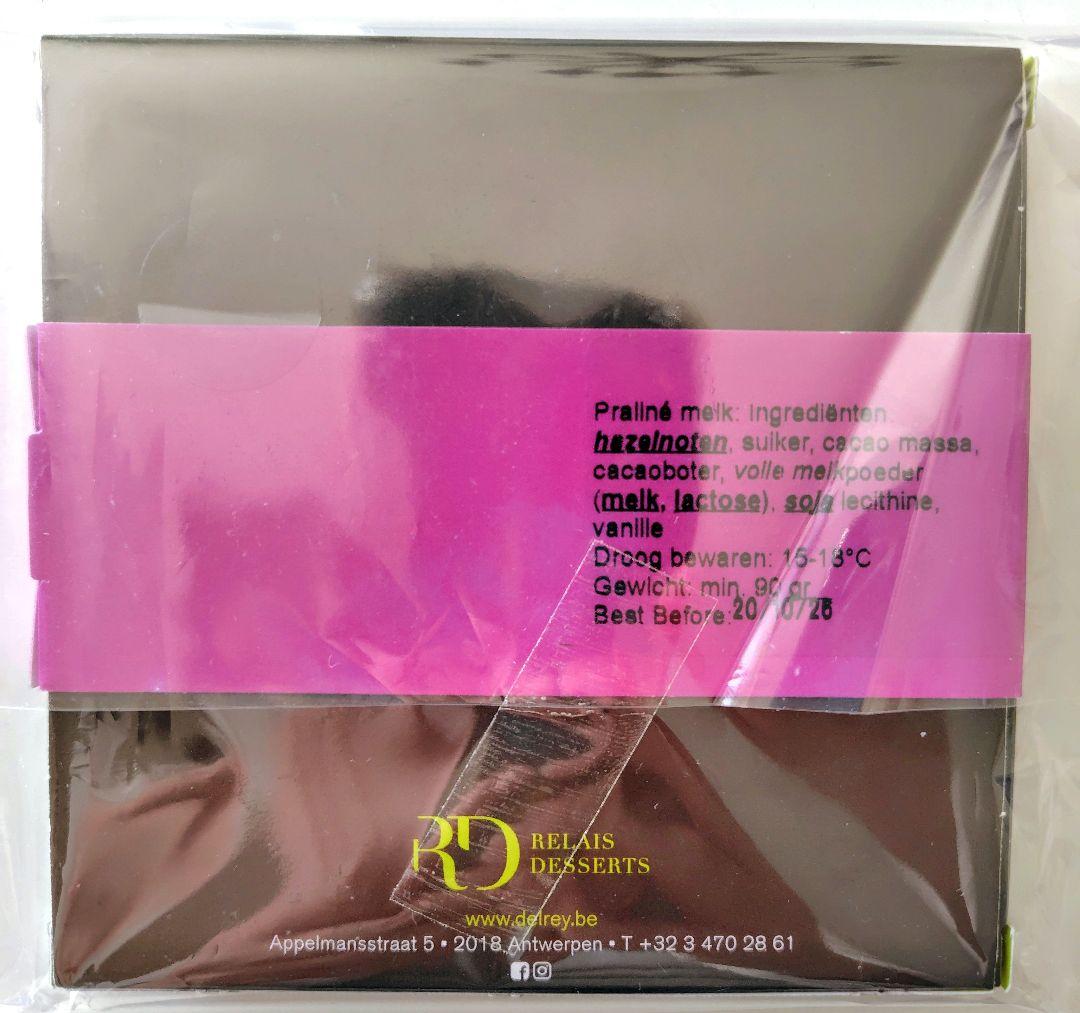 Praliné melk: Ingrediënten:
hazelnoten, suiker, cacao massa,
cacaoboter, volle melkpoeder
(melk, lactose), soja lecithine,
vanille
Droog bewaren: 15-18°C
Gewicht: min. 90 gr
Best Before: 20/10/26
RD RELAIS
DESSERTS
www.delrey.be
Appelmansstraat 5 • 2018 Antwerpen • T +32 3 470 28 61